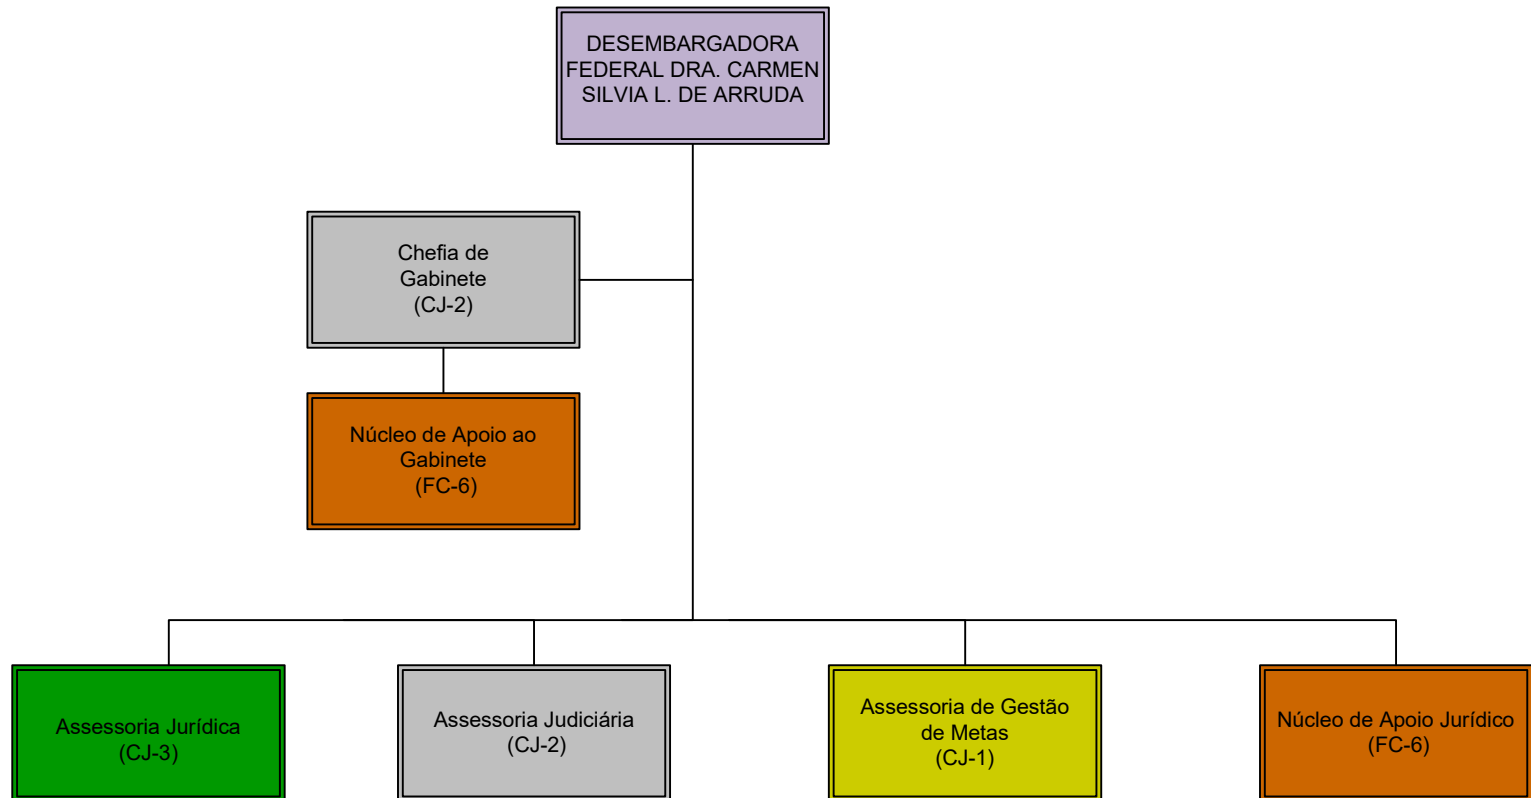 DESEMBARGADORA
FEDERAL DRA. CARMEN
SILVIA L. DE ARRUDA
Chefia de
Gabinete
(CJ-2)
Núcleo de Apoio ao
Gabinete
(FC-6)
Assessoria Jurídica
(CJ-3)
Assessoria Judiciária
(CJ-2)
Assessoria de Gestão
de Metas
(CJ-1)
Núcleo de Apoio Jurídico
(FC-6)